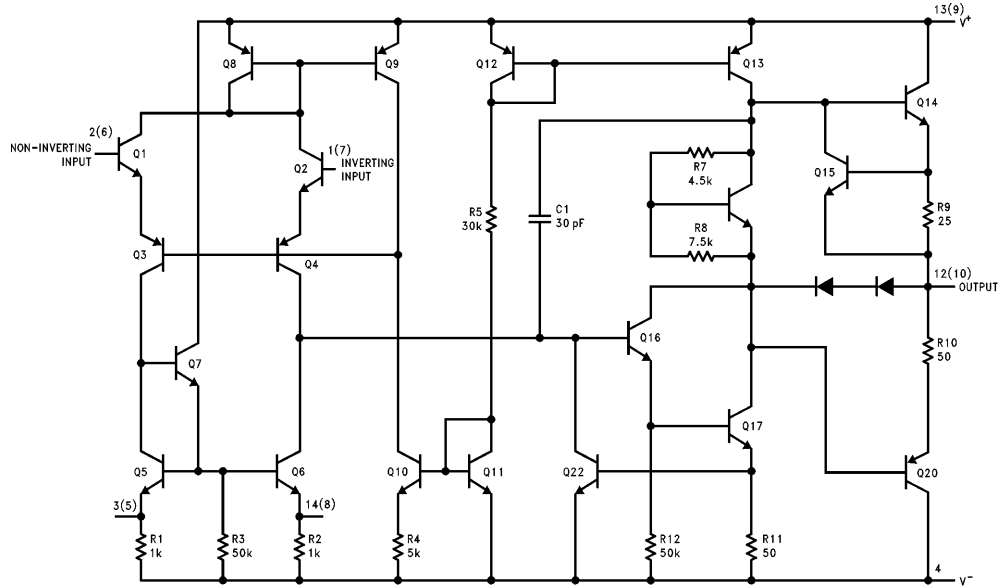 13(9)
V+
Q8
Q9
Q12
Q13
Q14
2(6)
NON-INVERTING
INPUT
Q1
1(7)
Q2
INVERTING
INPUT
R7
4.5k
Q15
R5
30k
C1
30 pF
R9
25
R8
7.5k
Q3
Q4
12(10)
OUTPUT
Q16
R10
50
Q7
Q17
Q5
Q6
Q10
Q11
Q22
Q20
3(5)
14(8)
R1
1k
R3
50k
R2
1k
R4
5k
R12
50k
R11
50
4
V-